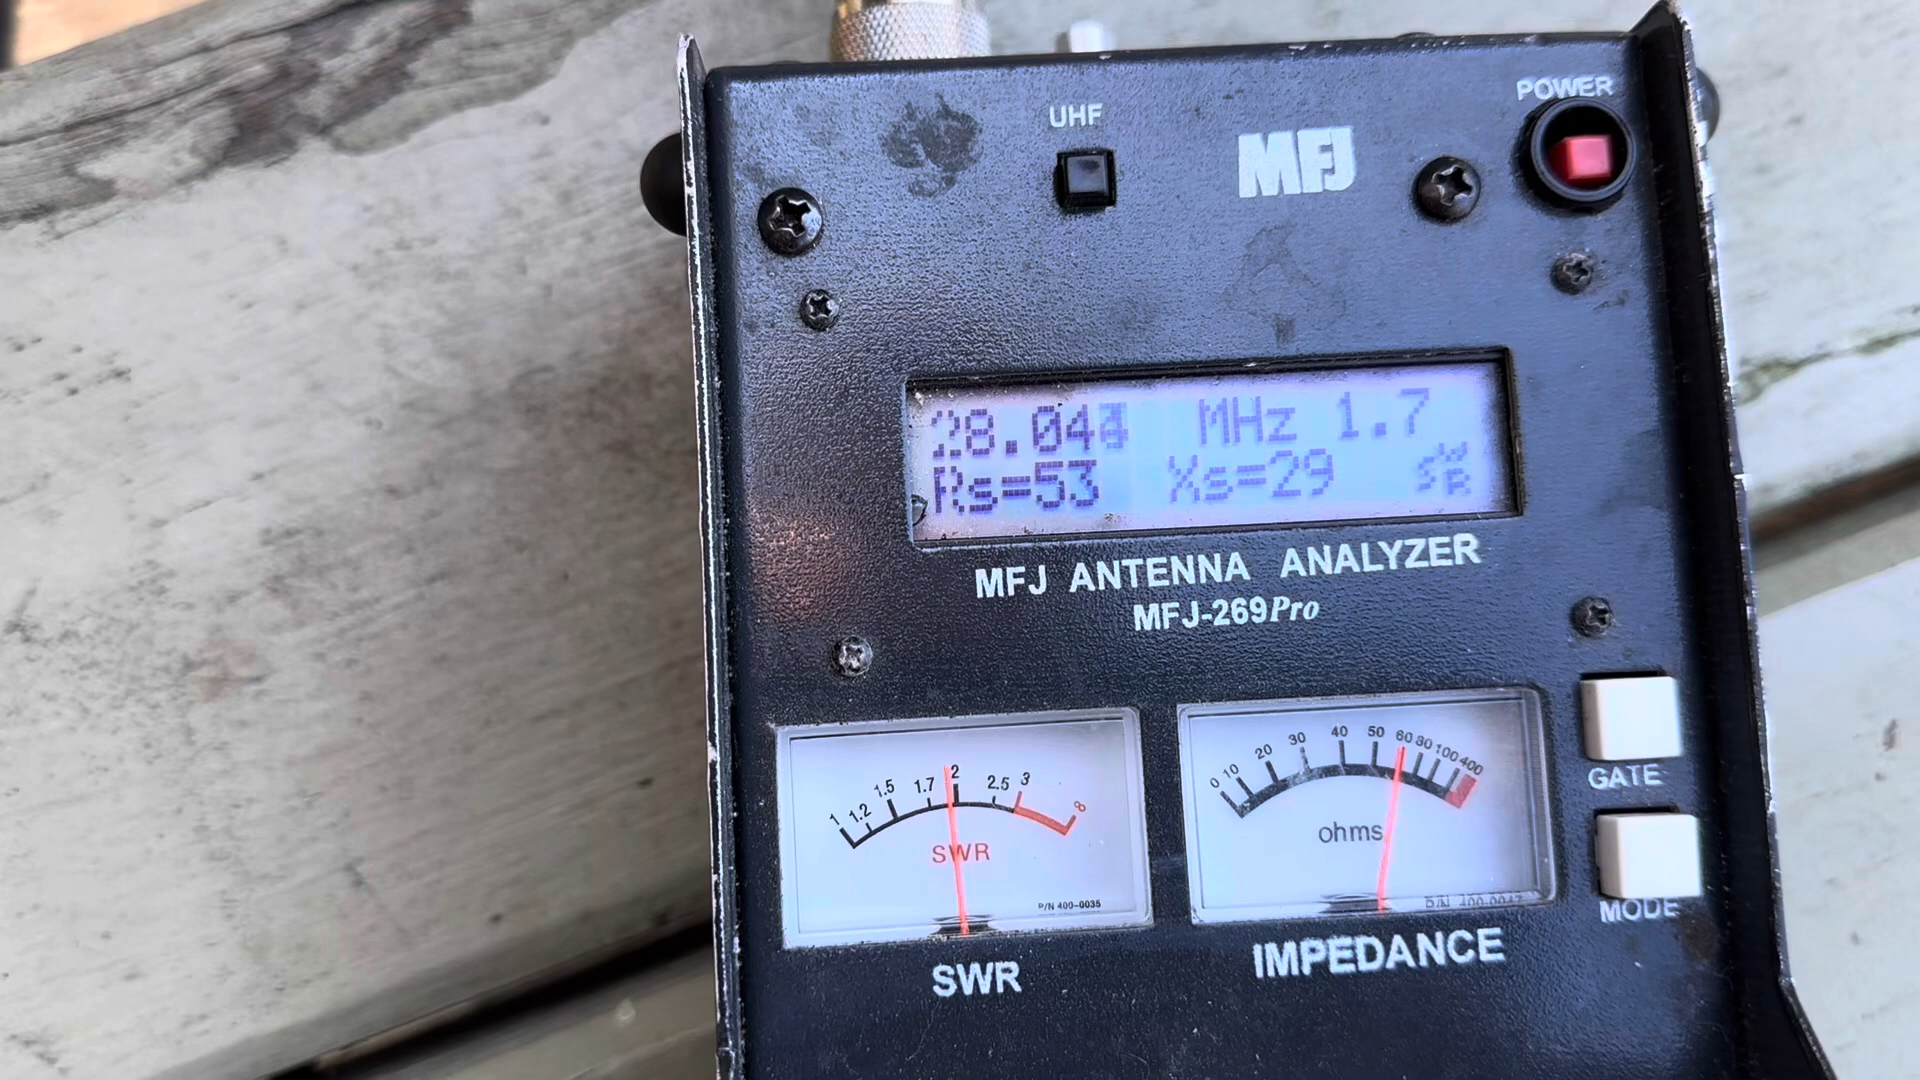 POWER
UHF
MFJ
MHz 1.7
Rs=53 Xs=29 SWR
MFJ ANTENNA ANALYZER
MFJ-269Pro
1 1.2 1.5 1.7 2 2.5 3 ∞
SWR
P/N 400-0035
SWR
0 10 20 30 40 50 60 80 100 400
ohms
IMPEDANCE
GATE
MODE